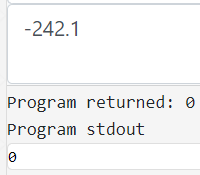 -242.1
Program returned: 0
Program stdout
0